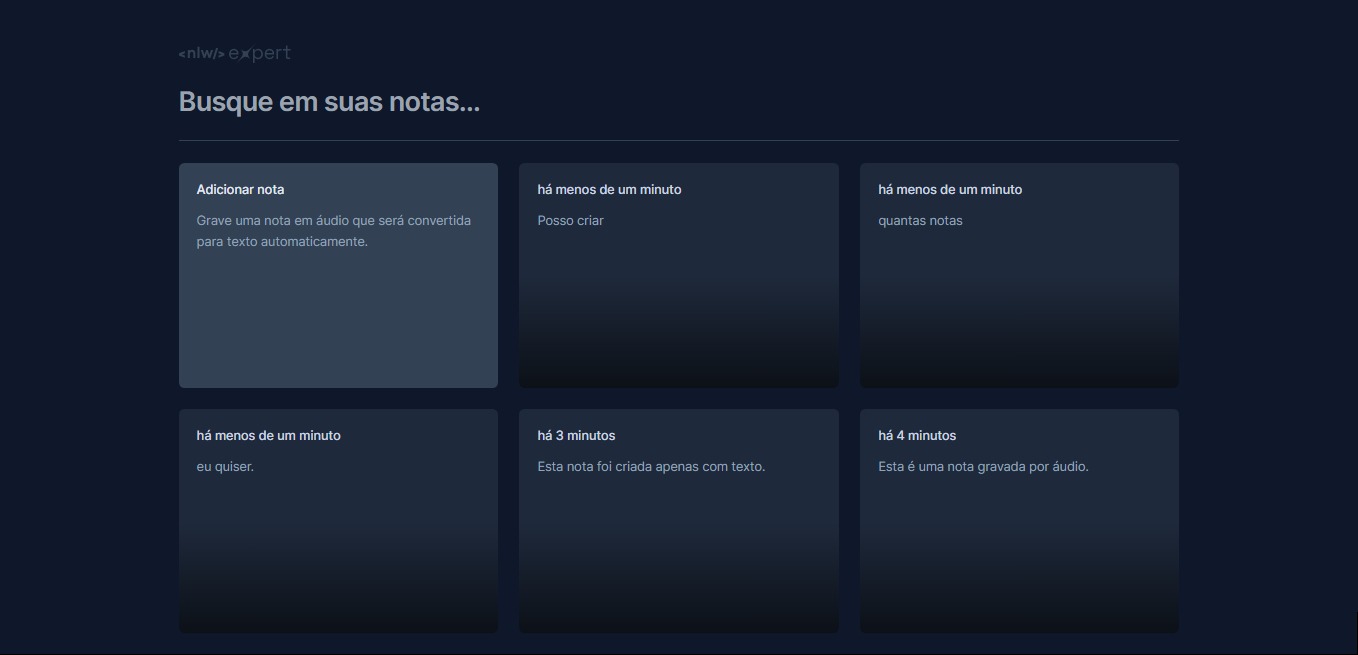 <nlw/> expert
Busque em suas notas...
Adicionar nota
Grave uma nota em áudio que será convertida
para texto automaticamente.
há menos de um minuto
Posso criar
há menos de um minuto
quantas notas
há menos de um minuto
eu quiser.
há 3 minutos
Esta nota foi criada apenas com texto.
há 4 minutos
Esta é uma nota gravada por áudio.